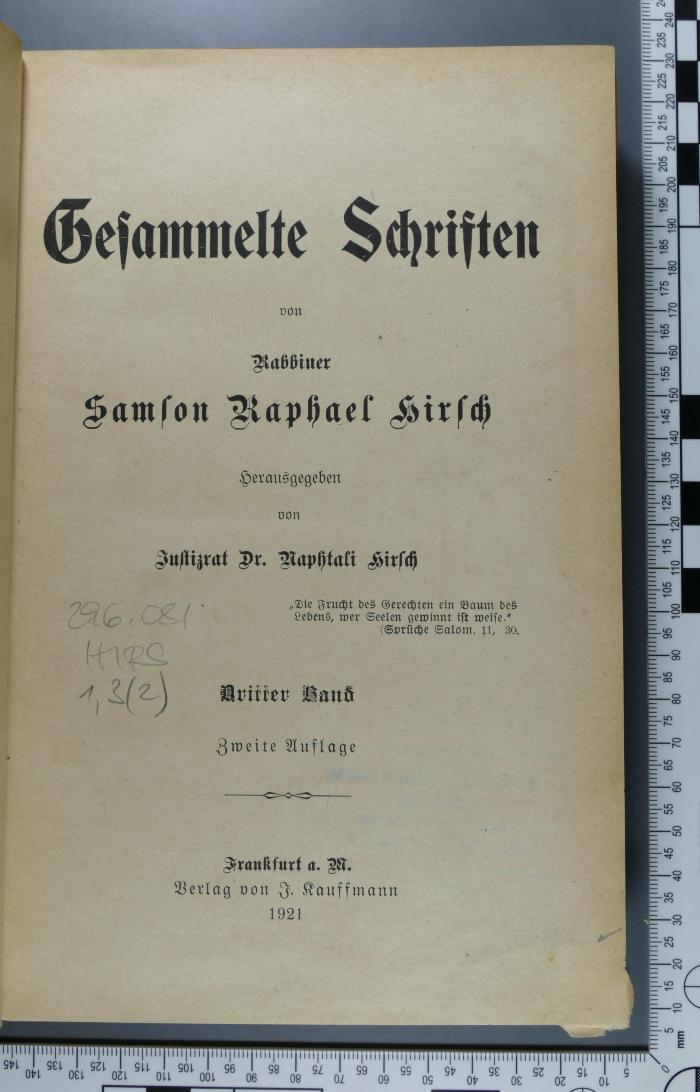 Gesammelte Schriften
von
Rabbiner
Samson Raphael Hirsch
Herausgegeben
von
Justizrat Dr. Naphtali Hirsch
„Die Frucht des Gerechten ein Baum des
Lebens, wer Seelen gewinnt ist weise.“
(Sprüche Salom. 11, 30.
296.081
HIRS
1,3(2)
Dritter Band
Zweite Auflage
Frankfurt a. M.
Verlag von J. Kauffmann
1921
mm